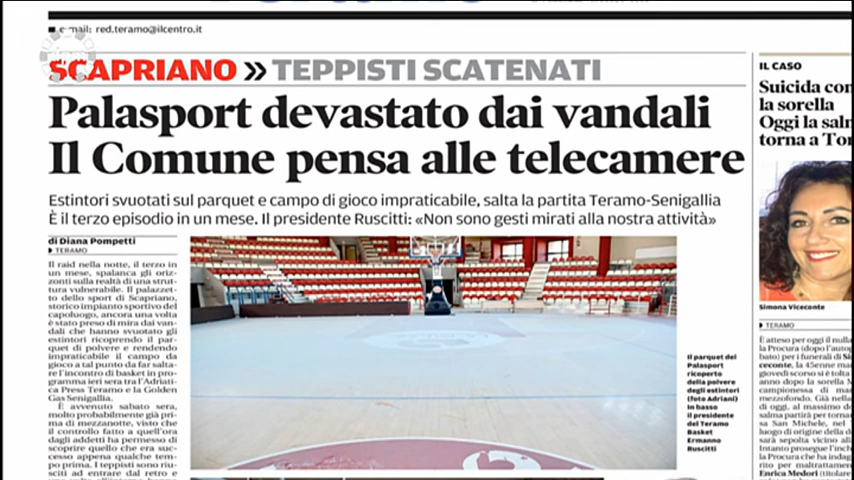 e-mail: red.teramo@ilcentro.it
SCAPRIANO » TEPPISTI SCATENATI
Palasport devastato dai vandali
Il Comune pensa alle telecamere
Estintori svuotati sul parquet e campo di gioco impraticabile, salta la partita Teramo-Senigallia
È il terzo episodio in un mese. Il presidente Ruscitti: «Non sono gesti mirati alla nostra attività»
di Diana Pompetti
TERAMO
Il raid nella notte, il terzo in
un mese, spalanca gli oriz-
zonti sulla realtà di una strut-
tura vulnerabile. Il palazzet-
to dello sport di Scapriano,
storico impianto sportivo del
capoluogo, ancora una volta
è stato preso di mira dai van-
dali che hanno svuotato gli
estintori ricoprendo il par-
quet di polvere e rendendo
impraticabile il campo da
gioco a tal punto da far salta-
re l'incontro di basket in pro-
gramma ieri sera tra l'Adriati-
ca Press Teramo e la Golden
Gas Senigallia.
È avvenuto sabato sera,
molto probabilmente già pri-
ma di mezzanotte, visto che
il controllo fatto a quell'ora
dagli addetti ha permesso di
scoprire quello che era suc-
cesso appena qualche tem-
po prima. I teppisti sono riu-
sciti ad entrare dal retro e
Il parquet del
Palasport
ricoperto
della polvere
degli estintori
(foto Adriani)
In basso
il presidente
del Teramo
Basket
Ermanno
Ruscitti
IL CASO
Suicida con
la sorella
Oggi la salm
torna a Tor
Simona Viceconte
TERAMO
È atteso per oggi il nulla
la Procura (dopo l'autop
bato) per i funerali di Sim
ceconte, la 45enne mam
giovedì scorso si è tolta
anno dopo la sorella M
campionessa di mara
mezzofondo. Già nella
di oggi, al massimo do
salma partirà per tornar
sa San Michele, nel
luogo di origine della d
sarà sepolta vicino alla
Intanto prosegue l'inch
la Procura che ha indag
ritto per maltrattament
Enrica Medori (titolare